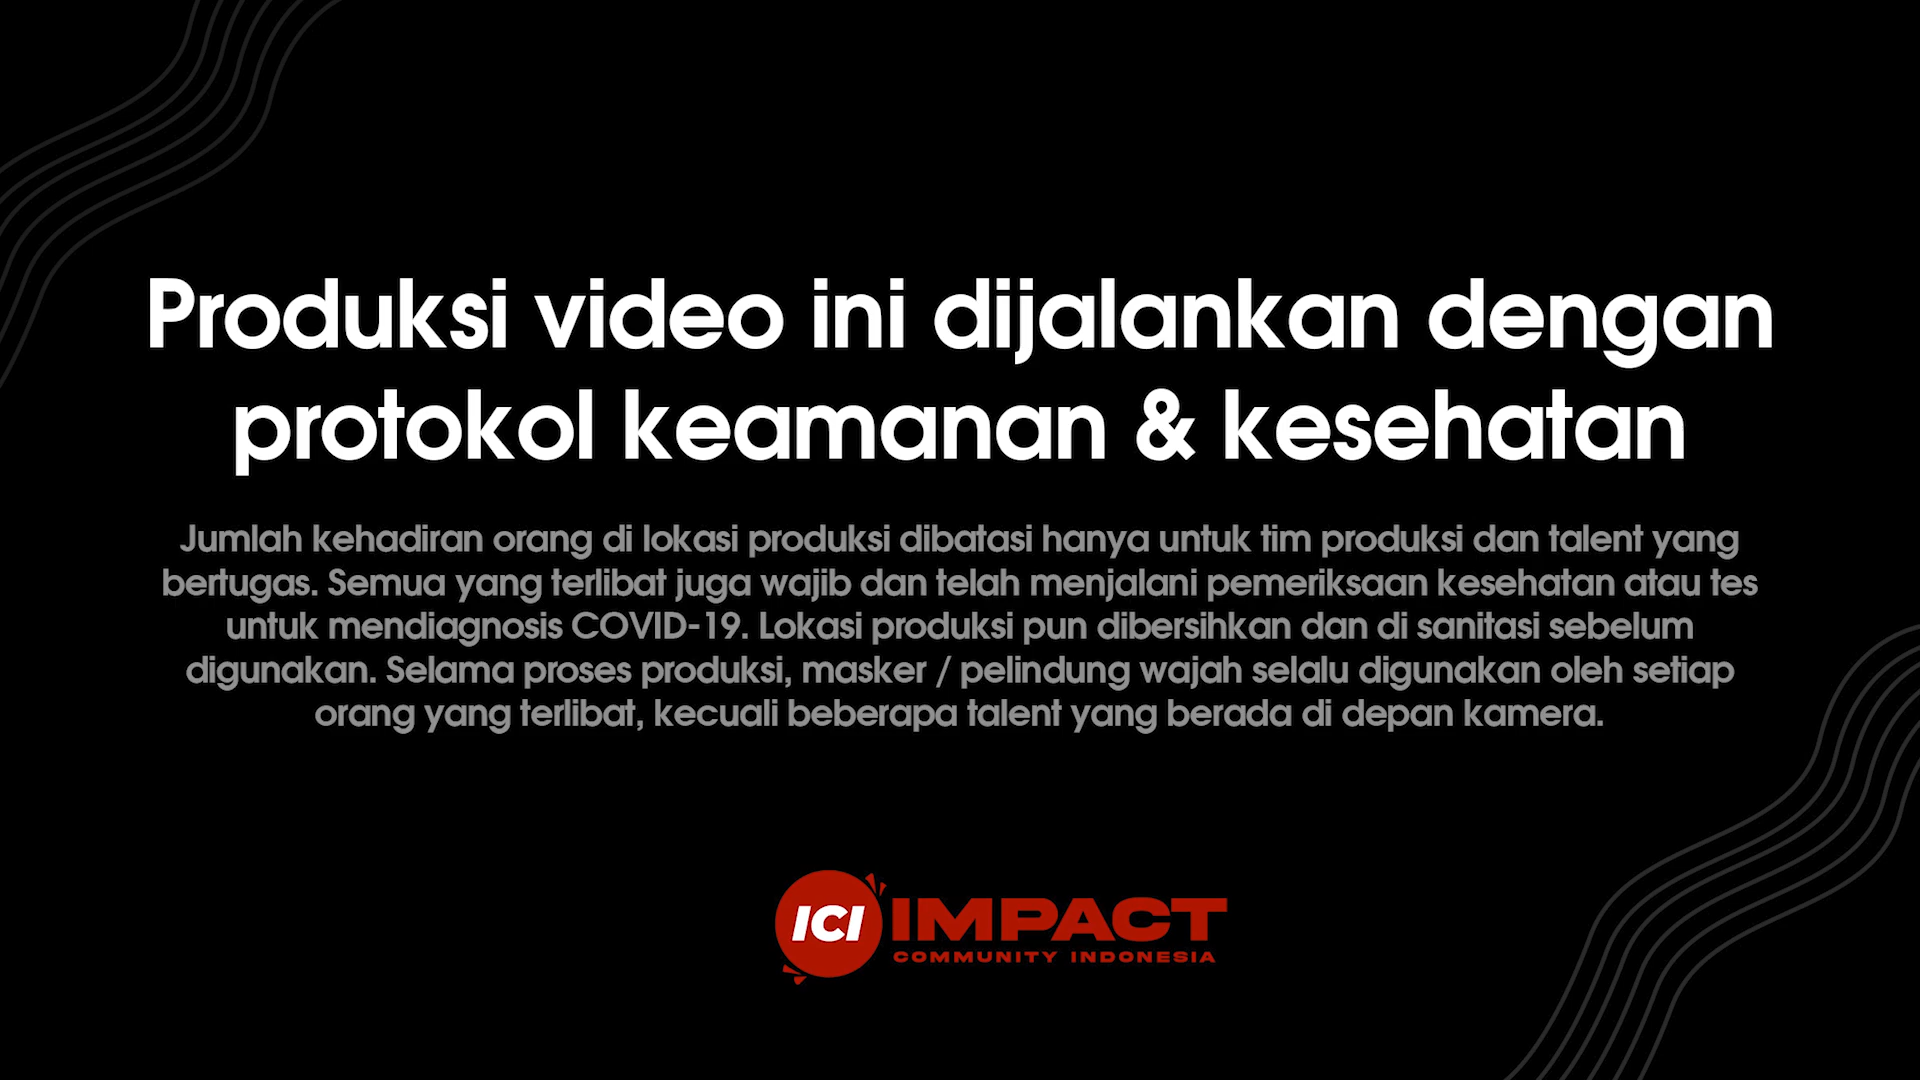 Produksi video ini dijalankan dengan
protokol keamanan & kesehatan
Jumlah kehadiran orang di lokasi produksi dibatasi hanya untuk tim produksi dan talent yang
bertugas. Semua yang terlibat juga wajib dan telah menjalani pemeriksaan kesehatan atau tes
untuk mendiagnosis COVID-19. Lokasi produksi pun dibersihkan dan di sanitasi sebelum
digunakan. Selama proses produksi, masker / pelindung wajah selalu digunakan oleh setiap
orang yang terlibat, kecuali beberapa talent yang berada di depan kamera.
ICI IMPACT
COMMUNITY INDONESIA